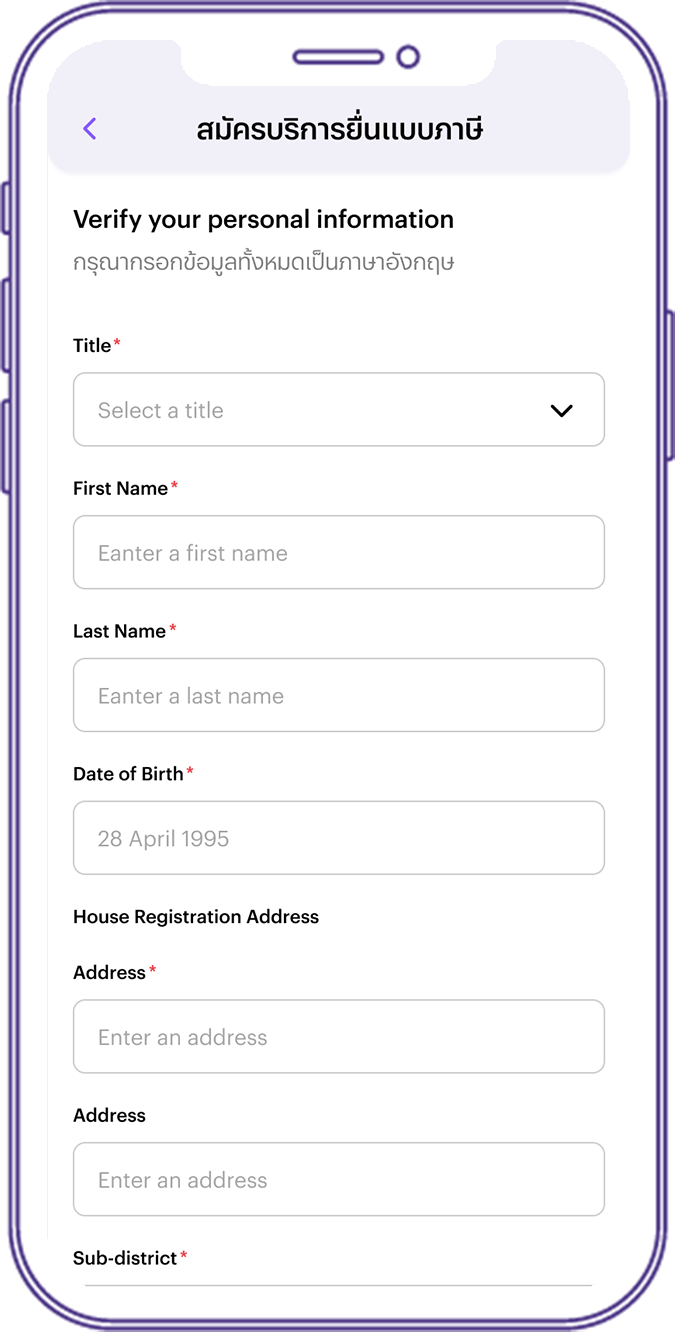 สมัครบริการยื่นแบบภาษี
Verify your personal information
กรุณากรอกข้อมูลทั้งหมดเป็นภาษาอังกฤษ
Title*
Select a title
First Name*
Eanter a first name
Last Name*
Eanter a last name
Date of Birth*
28 April 1995
House Registration Address
Address*
Enter an address
Address
Enter an address
Sub-district*